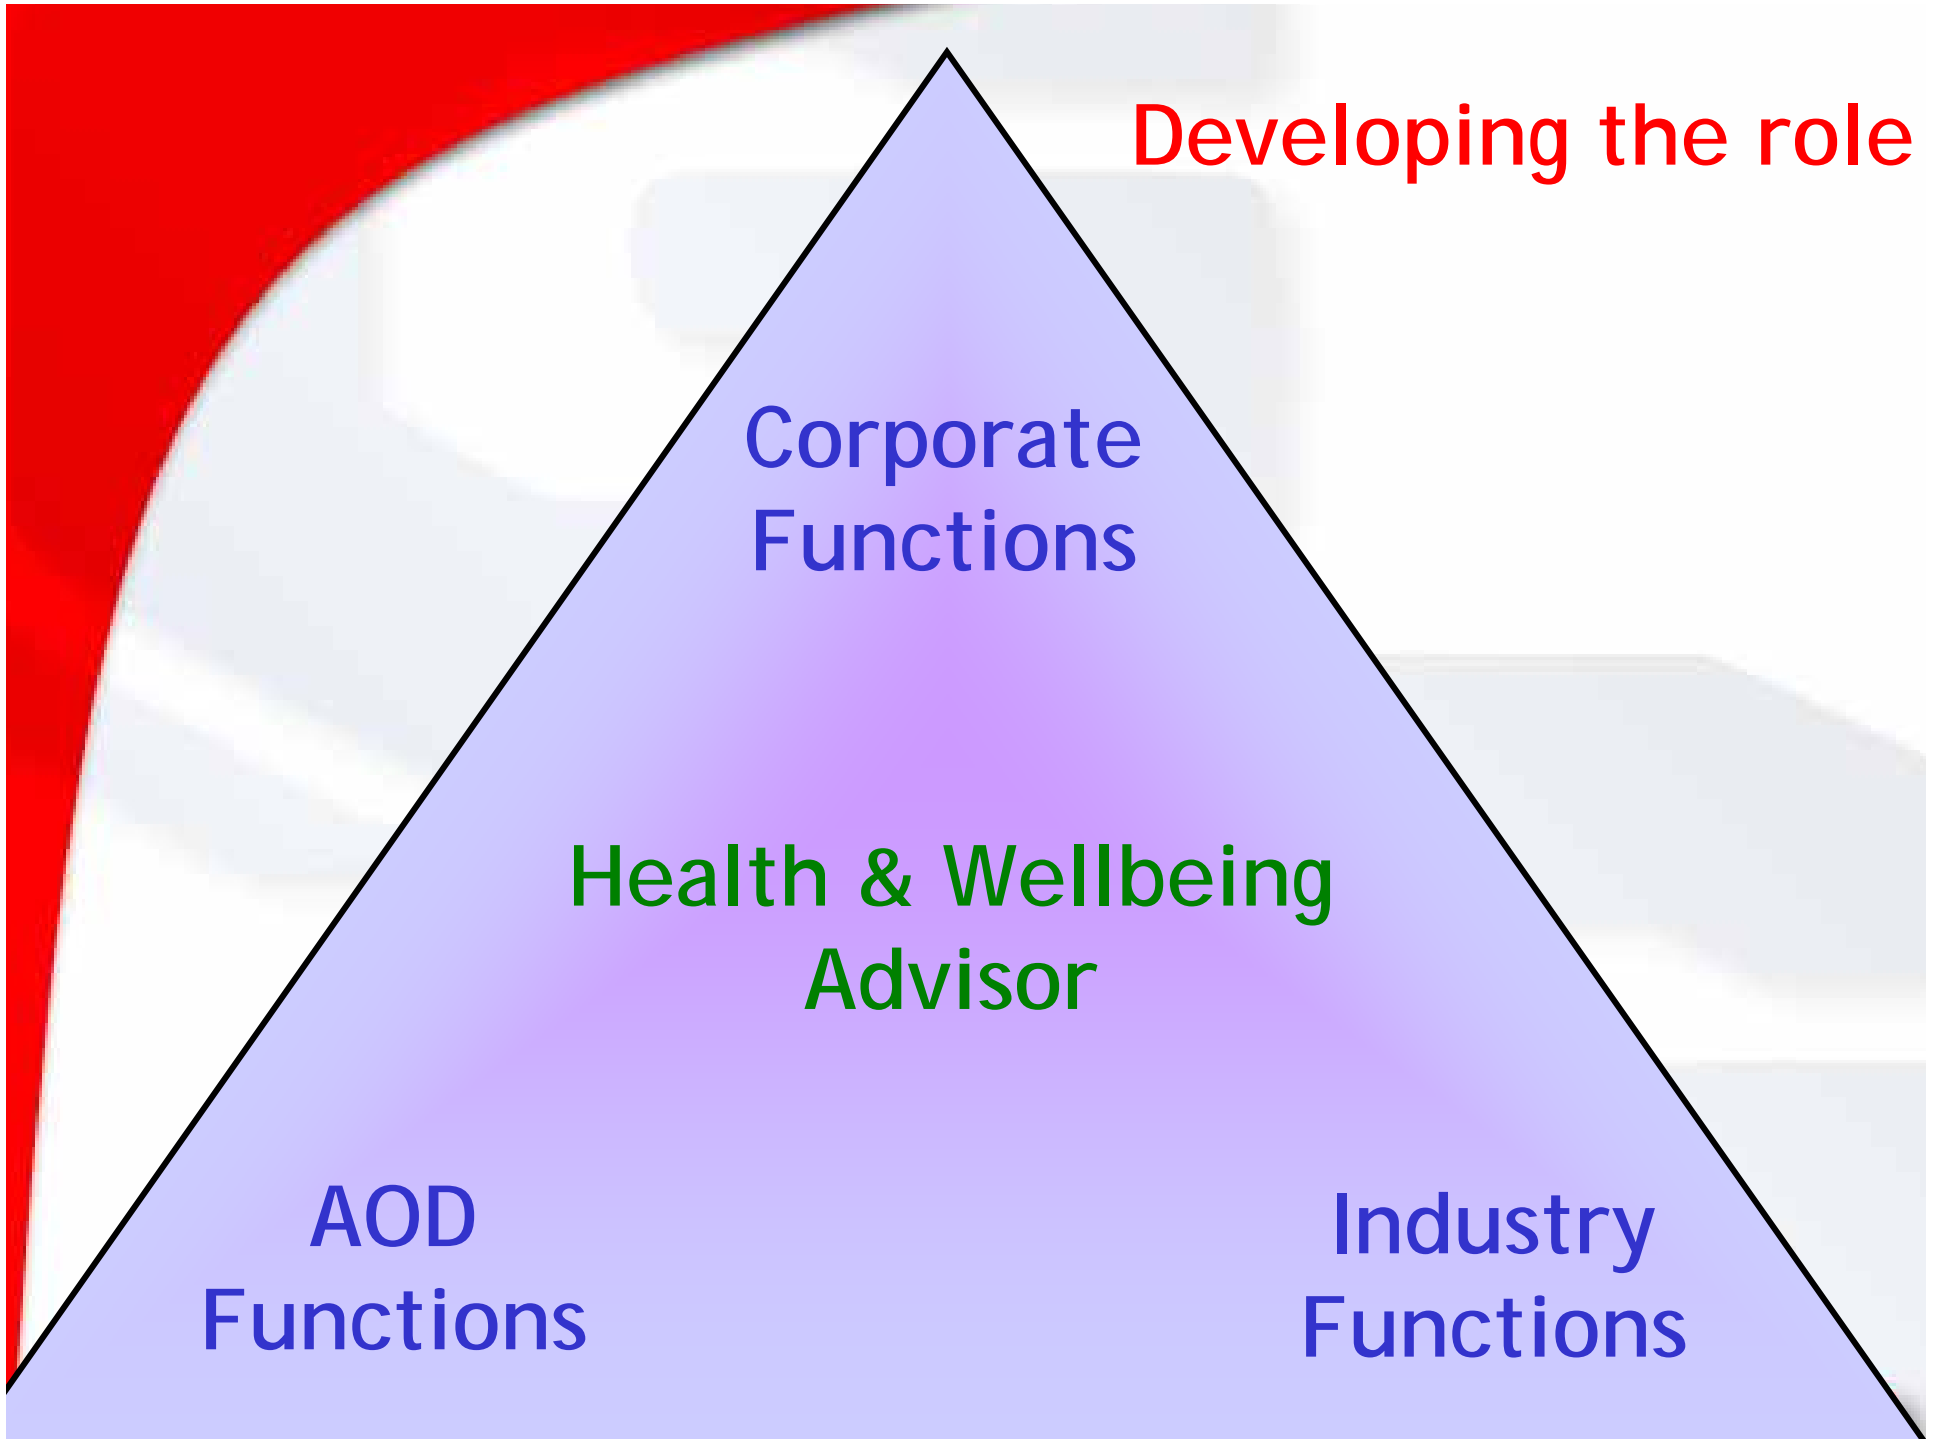 Developing the role
Corporate
Functions
Health & Wellbeing
Advisor
AOD
Functions
Industry
Functions